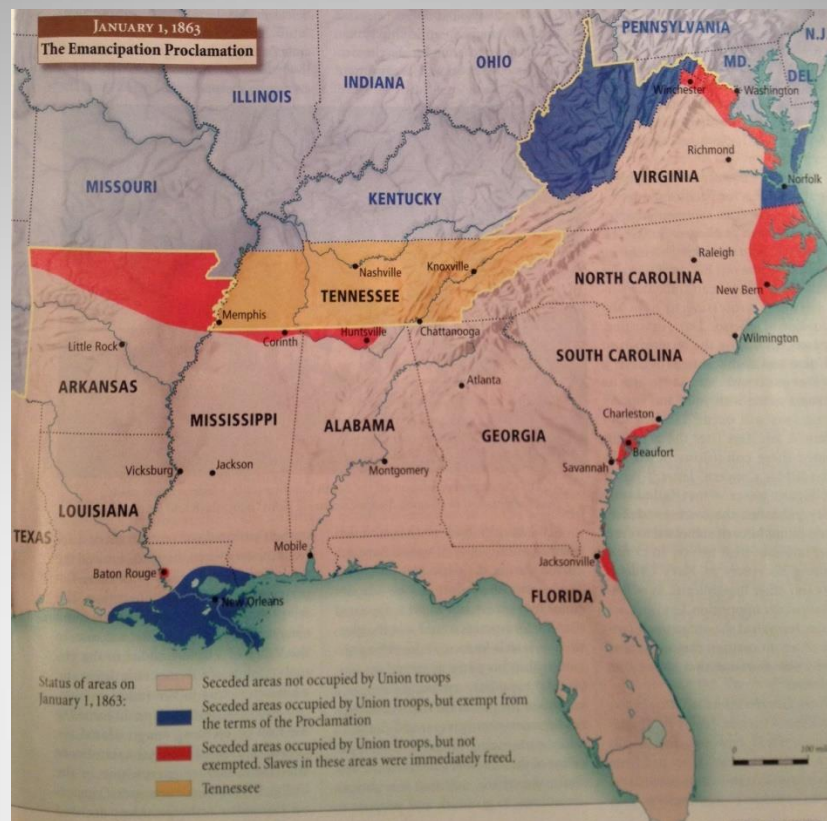 JANUARY 1, 1863
The Emancipation Proclamation
PENNSYLVANIA
N.J.
OHIO
MD.
DEL.
INDIANA
ILLINOIS
Winchester
Washington
Richmond
MISSOURI
VIRGINIA
KENTUCKY
Norfolk
Raleigh
Nashville
Knoxville
NORTH CAROLINA
TENNESSEE
New Bern
Memphis
Chattanooga
Huntsville
Corinth
Wilmington
Little Rock
SOUTH CAROLINA
ARKANSAS
Atlanta
Charleston
MISSISSIPPI
ALABAMA
GEORGIA
Beaufort
Vicksburg
Jackson
Montgomery
Savannah
LOUISIANA
TEXAS
Mobile
Jacksonville
Baton Rouge
New Orleans
FLORIDA
Status of areas on
January 1, 1863:
Seceded areas not occupied by Union troops
Seceded areas occupied by Union troops, but exempt from
the terms of the Proclamation
Seceded areas occupied by Union troops, but not
exempted. Slaves in these areas were immediately freed.
Tennessee
0